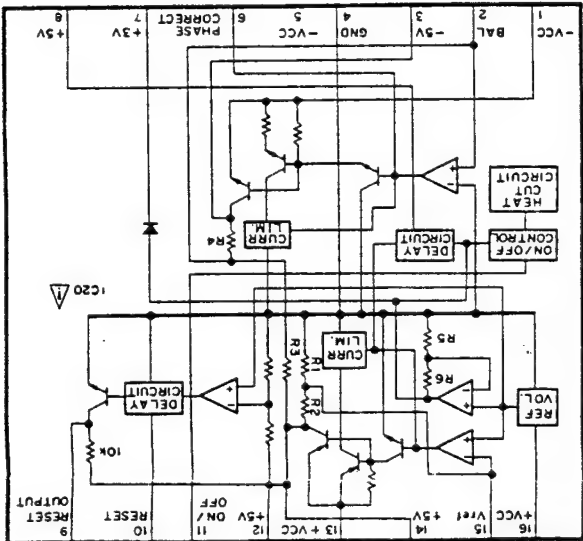 16
+VCC
15
Vref
14
+5V
13
+VCC
12
+5V
11
ON/
OFF
10
RESET
9
RESET
OUTPUT
10k
REF
VOL
R6
R5
R2
R1
R3
CURR
LIM.
DELAY
CIRCUIT
IC20
!
ON/OFF
CONTROL
DELAY
CIRCUIT
HEAT
CUT
CIRCUIT
CURR
LIM.
R4
1
-VCC
2
BAL
3
-5V
4
GND
5
-VCC
6
PHASE
CORRECT
7
+3V
8
+5V